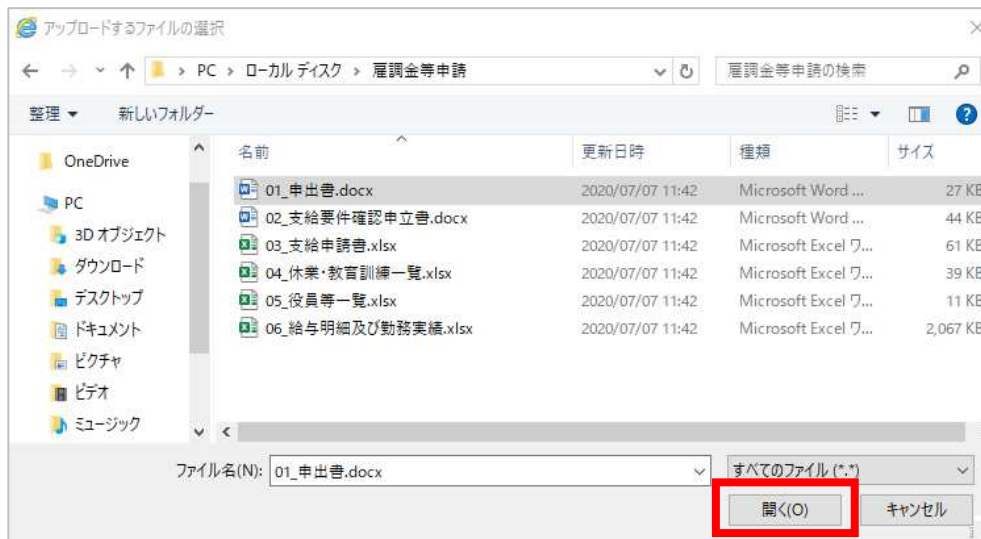 アップロードするファイルの選択
PC › ローカル ディスク › 雇調金等申請
雇調金等申請の検索
整理 新しいフォルダー
名前 更新日時 種類 サイズ
OneDrive
PC
3D オブジェクト
ダウンロード
デスクトップ
ドキュメント
ピクチャ
ビデオ
ミュージック
01_申出書.docx 2020/07/07 11:42 Microsoft Word ... 27 KB
02_支給要件確認申立書.docx 2020/07/07 11:42 Microsoft Word ... 44 KB
03_支給申請書.xlsx 2020/07/07 11:42 Microsoft Excel ワ... 61 KB
04_休業・教育訓練一覧.xlsx 2020/07/07 11:42 Microsoft Excel ワ... 39 KB
05_役員等一覧.xlsx 2020/07/07 11:42 Microsoft Excel ワ... 11 KB
06_給与明細及び勤務実績.xlsx 2020/07/07 11:42 Microsoft Excel ワ... 2,067 KB
ファイル名(N): 01_申出書.docx すべてのファイル (*.*)
開く(O) キャンセル